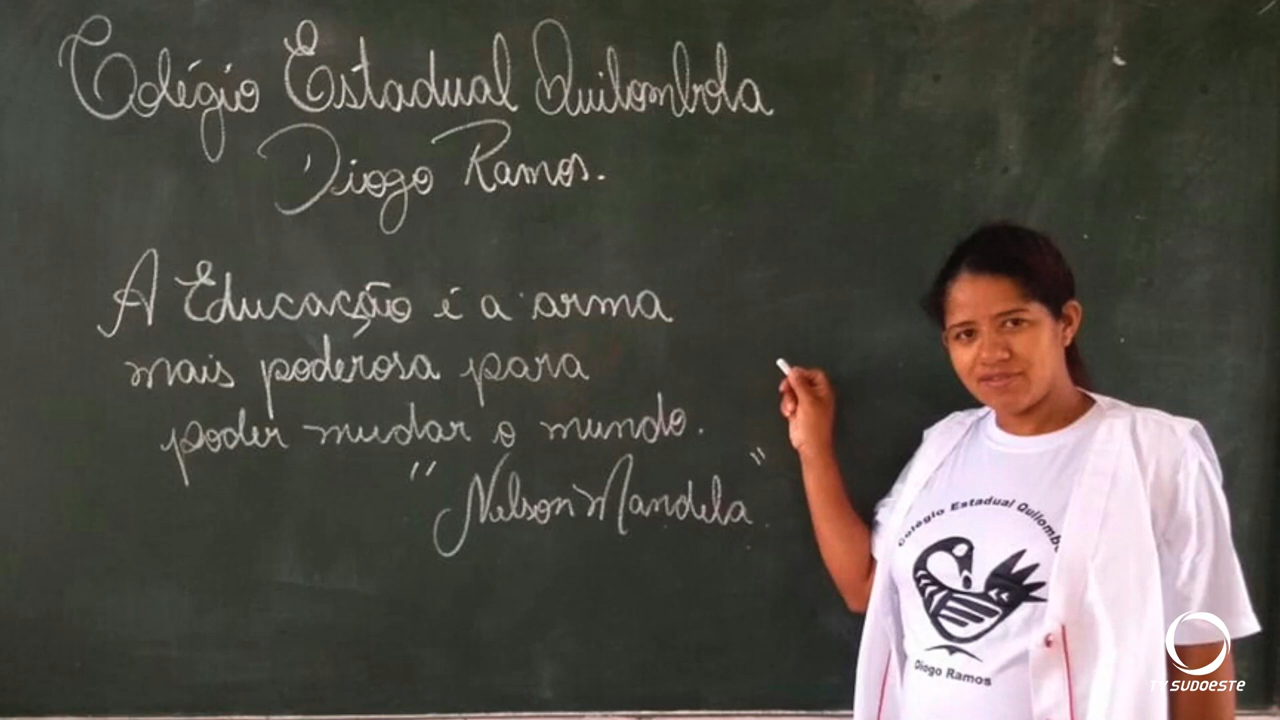 Colégio Estadual Quilombola
Diogo Ramos.
A Educação é a arma
mais poderosa para
poder mudar o mundo.
"Nelson Mandela"
Colégio Estadual Quilombo
Diogo Ramos
TV SUDOESTE